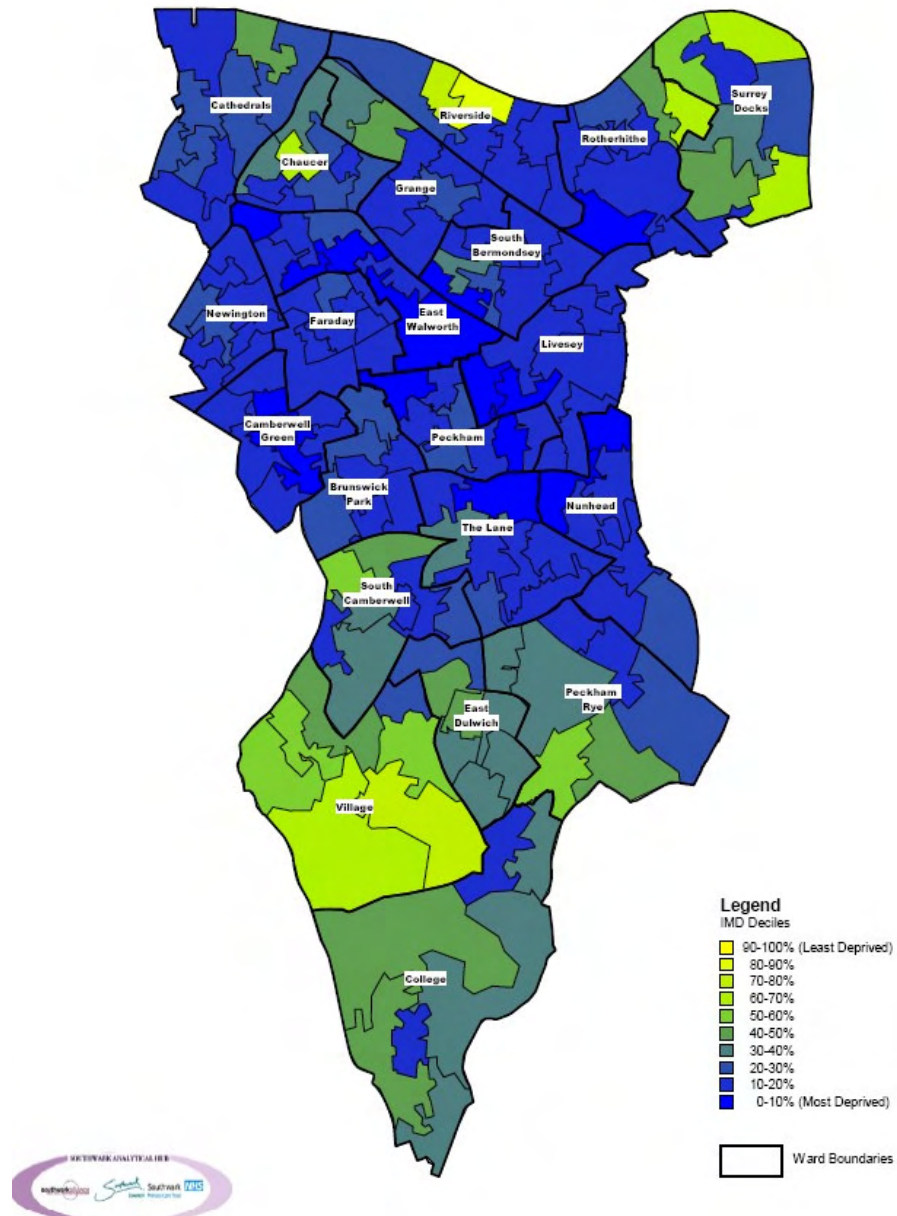 Cathedrals
Surrey
Docks
Riverside
Rotherhithe
Chaucer
Grange
South
Bermondsey
Newington
Faraday
East
Walworth
Livesey
Camberwell
Green
Peckham
Brunswick
Park
Nunhead
The Lane
South
Camberwell
Peckham
Rye
East
Dulwich
Village
College
Legend
IMD Deciles
90-100% (Least Deprived)
80-90%
70-80%
60-70%
50-60%
40-50%
30-40%
20-30%
10-20%
0-10% (Most Deprived)
Ward Boundaries
SOUTHWARK ANALYTICAL HUB
southwarkalliance
Southwark NHS